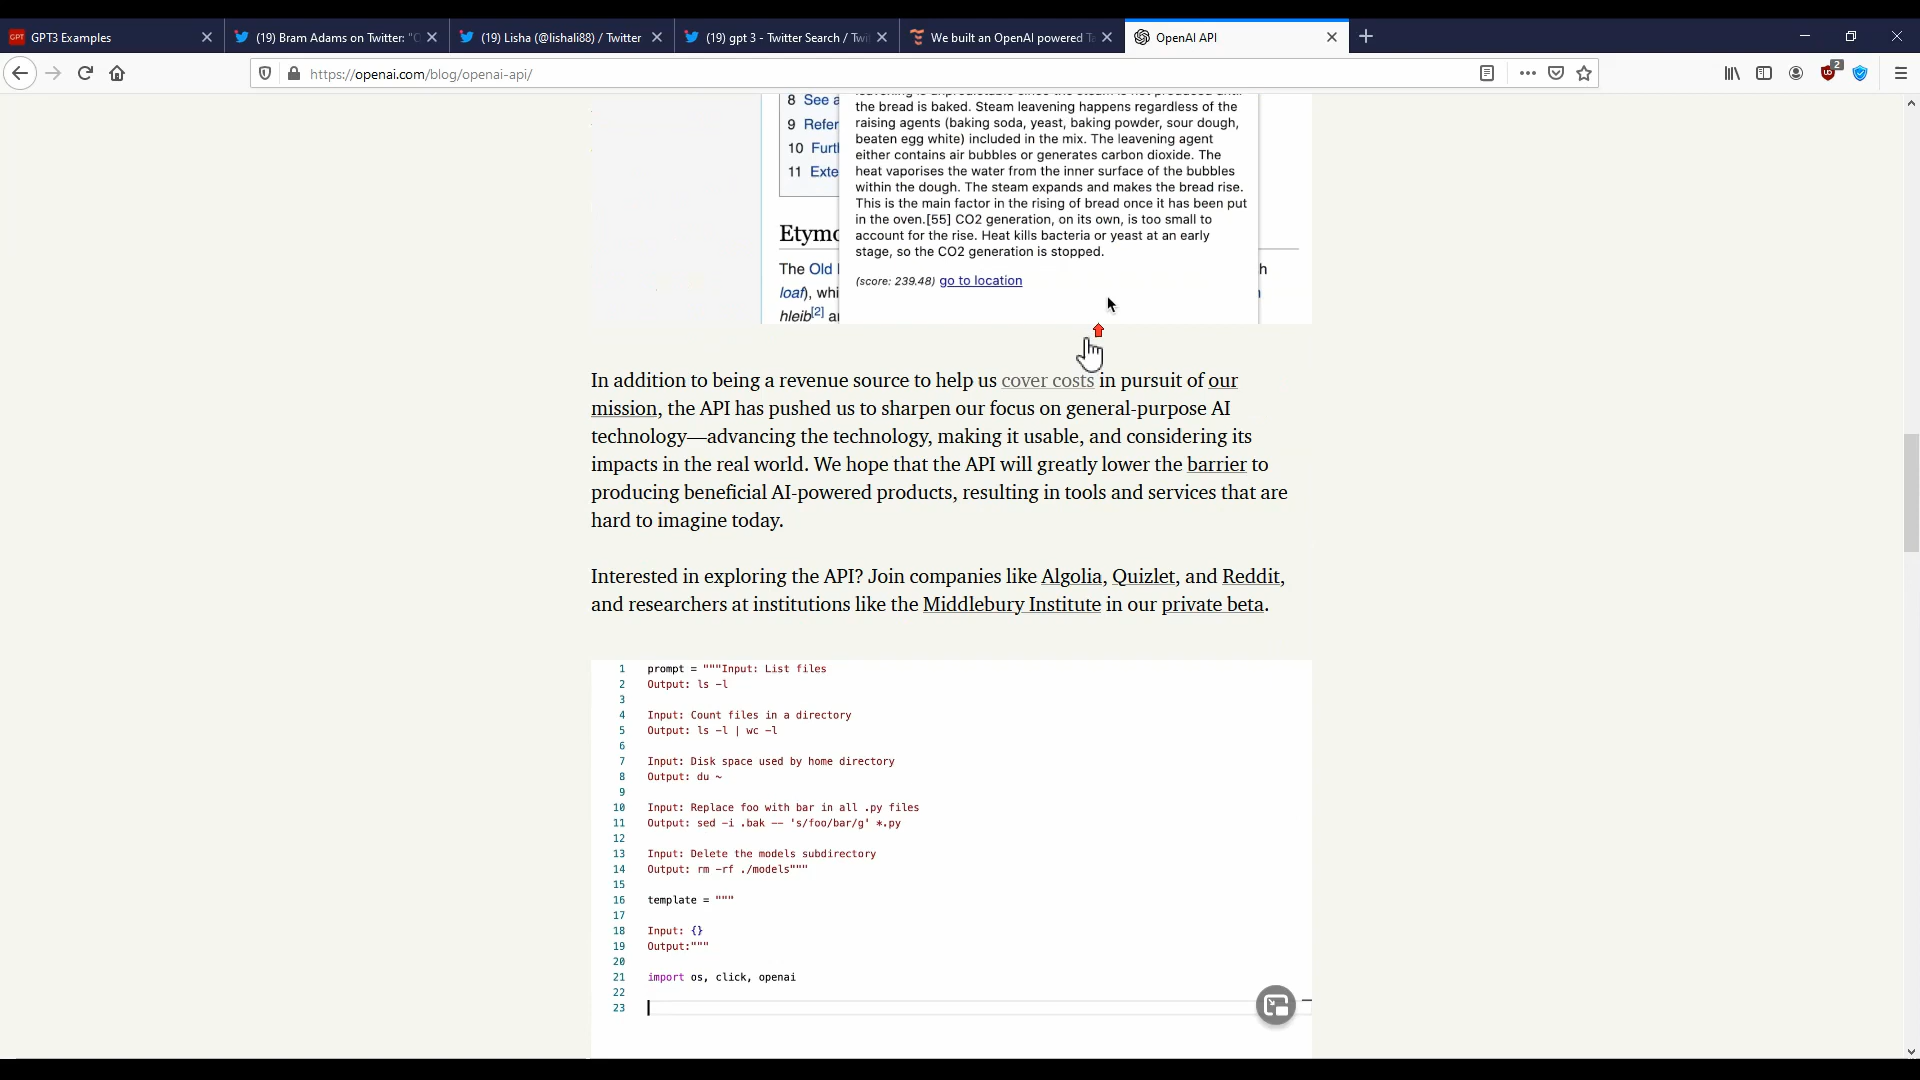 GPT3 Examples
(19) Bram Adams on Twitter: "
(19) Lisha (@lishali88) / Twitter
(19) gpt 3 - Twitter Search / Twi
We built an OpenAI powered
OpenAI API
https://openai.com/blog/openai-api/
2
8 See a
9 Refer
10 Furt
11 Exte
Etymo
The Old
loaf), whi
hleib[2] a
h
the bread is baked. Steam leavening happens regardless of the
raising agents (baking soda, yeast, baking powder, sour dough,
beaten egg white) included in the mix. The leavening agent
either contains air bubbles or generates carbon dioxide. The
heat vaporises the water from the inner surface of the bubbles
within the dough. The steam expands and makes the bread rise.
This is the main factor in the rising of bread once it has been put
in the oven.[55] CO2 generation, on its own, is too small to
account for the rise. Heat kills bacteria or yeast at an early
stage, so the CO2 generation is stopped.
(score: 239.48) go to location
In addition to being a revenue source to help us cover costs in pursuit of our
mission, the API has pushed us to sharpen our focus on general-purpose AI
technology—advancing the technology, making it usable, and considering its
impacts in the real world. We hope that the API will greatly lower the barrier to
producing beneficial AI-powered products, resulting in tools and services that are
hard to imagine today.
Interested in exploring the API? Join companies like Algolia, Quizlet, and Reddit,
and researchers at institutions like the Middlebury Institute in our private beta.
1 prompt = """Input: List files
2 Output: ls -l
3
4 Input: Count files in a directory
5 Output: ls -l | wc -l
6
7 Input: Disk space used by home directory
8 Output: du ~
9
10 Input: Replace foo with bar in all .py files
11 Output: sed -i .bak -- 's/foo/bar/g' *.py
12
13 Input: Delete the models subdirectory
14 Output: rm -rf ./models"""
15
16 template = """
17
18 Input: {}
19 Output:"""
20
21 import os, click, openai
22
23